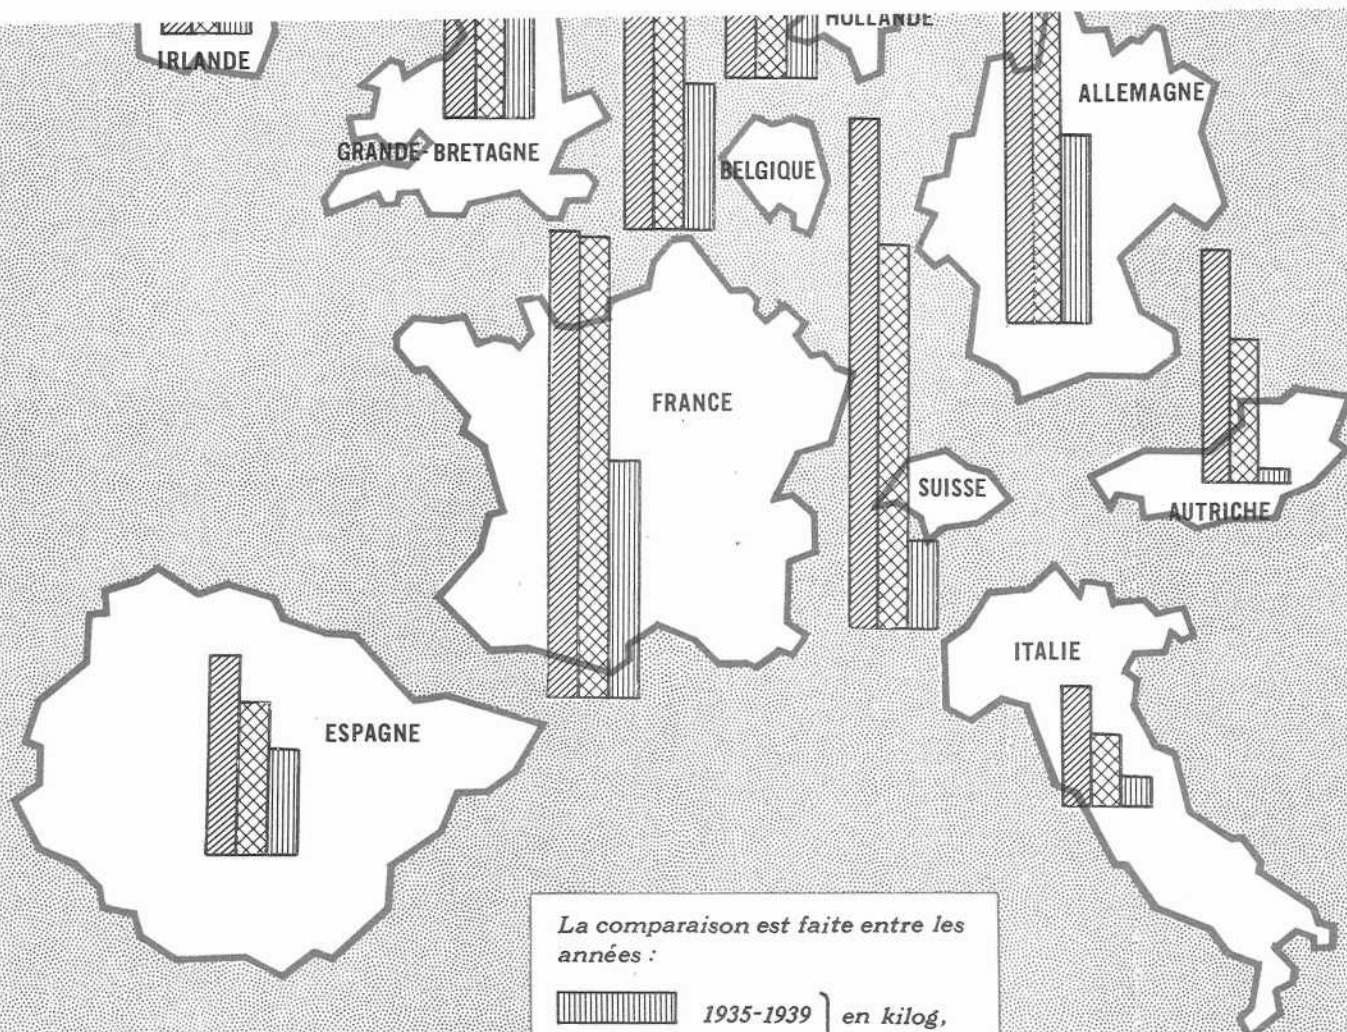 HOLLANDE
IRLANDE
ALLEMAGNE
GRANDE-BRETAGNE
BELGIQUE
FRANCE
SUISSE
AUTRICHE
ITALIE
ESPAGNE
La comparaison est faite entre les
années :
1935-1939 } en kilog,